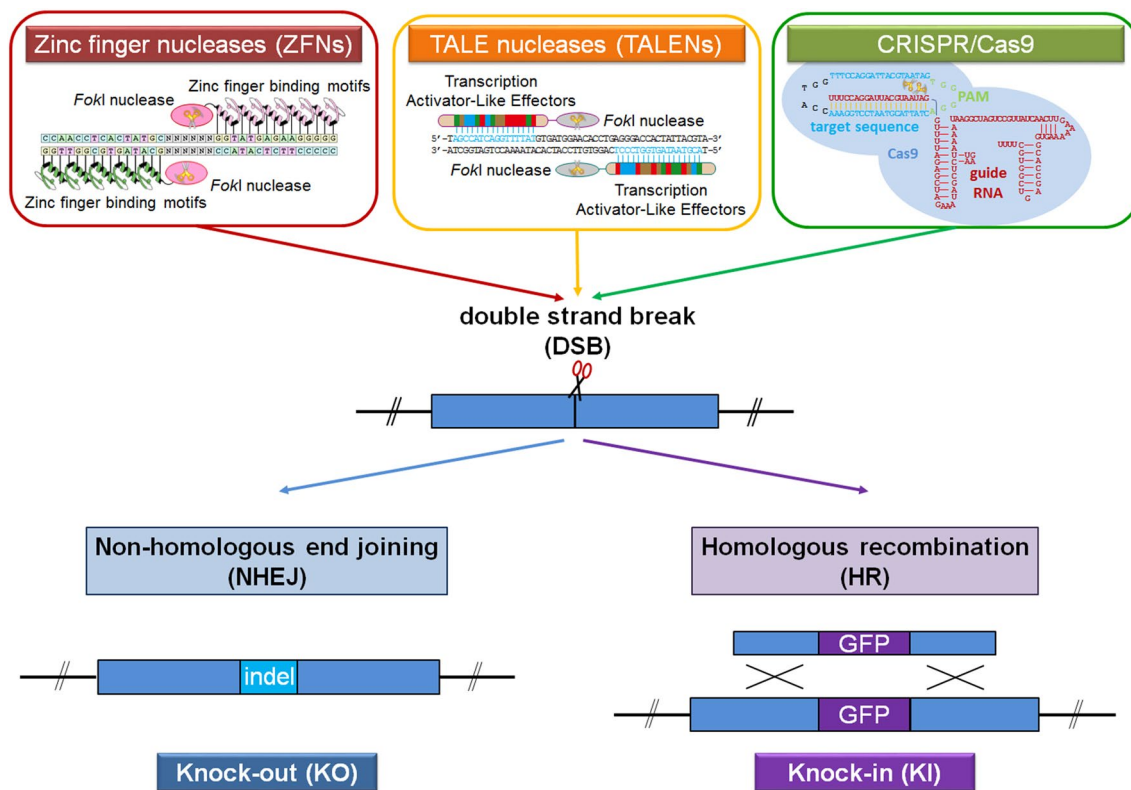 Zinc finger nucleases (ZFNs)
Zinc finger binding motifs
FokI nuclease
CCAACCTCACTATGCNNNNNNGGTAATGAGAAGGGGG
GGTTGGCGTGATACGNNNNNNCCATACTCTTCCCCC
FokI nuclease
Zinc finger binding motifs
TALE nucleases (TALENs)
Transcription
Activator-Like Effectors
FokI nuclease
FokI nuclease
Transcription
Activator-Like Effectors
CRISPR/Cas9
PAM
target sequence
Cas9
guide
RNA
double strand break
(DSB)
Non-homologous end joining
(NHEJ)
Homologous recombination
(HR)
GFP
indel
GFP
Knock-out (KO)
Knock-in (KI)